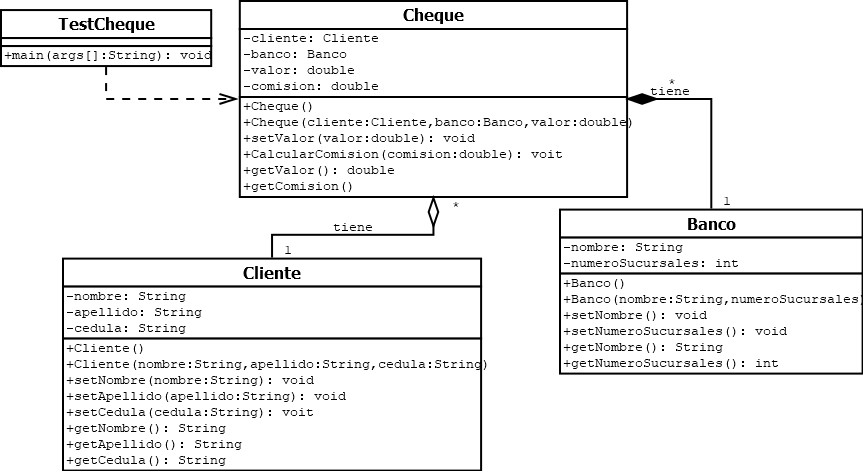 TestCheque
+main(args[]:String): void
Cheque
-cliente: Cliente
-banco: Banco
-valor: double
-comision: double
+Cheque()
+Cheque(cliente:Cliente,banco:Banco,valor:double)
+setValor(valor:double): void
+CalcularComision(comision:double): voit
+getValor(): double
+getComision()
*
tiene
1
*
tiene
1
Banco
-nombre: String
-numeroSucursales: int
+Banco()
+Banco(nombre:String,numeroSucursales)
+setNombre(): void
+setNumeroSucursales(): void
+getNombre(): String
+getNumeroSucursales(): int
Cliente
-nombre: String
-apellido: String
-cedula: String
+Cliente()
+Cliente(nombre:String,apellido:String,cedula:String)
+setNombre(nombre:String): void
+setApellido(apellido:String): void
+setCedula(cedula:String): voit
+getNombre(): String
+getApellido(): String
+getCedula(): String